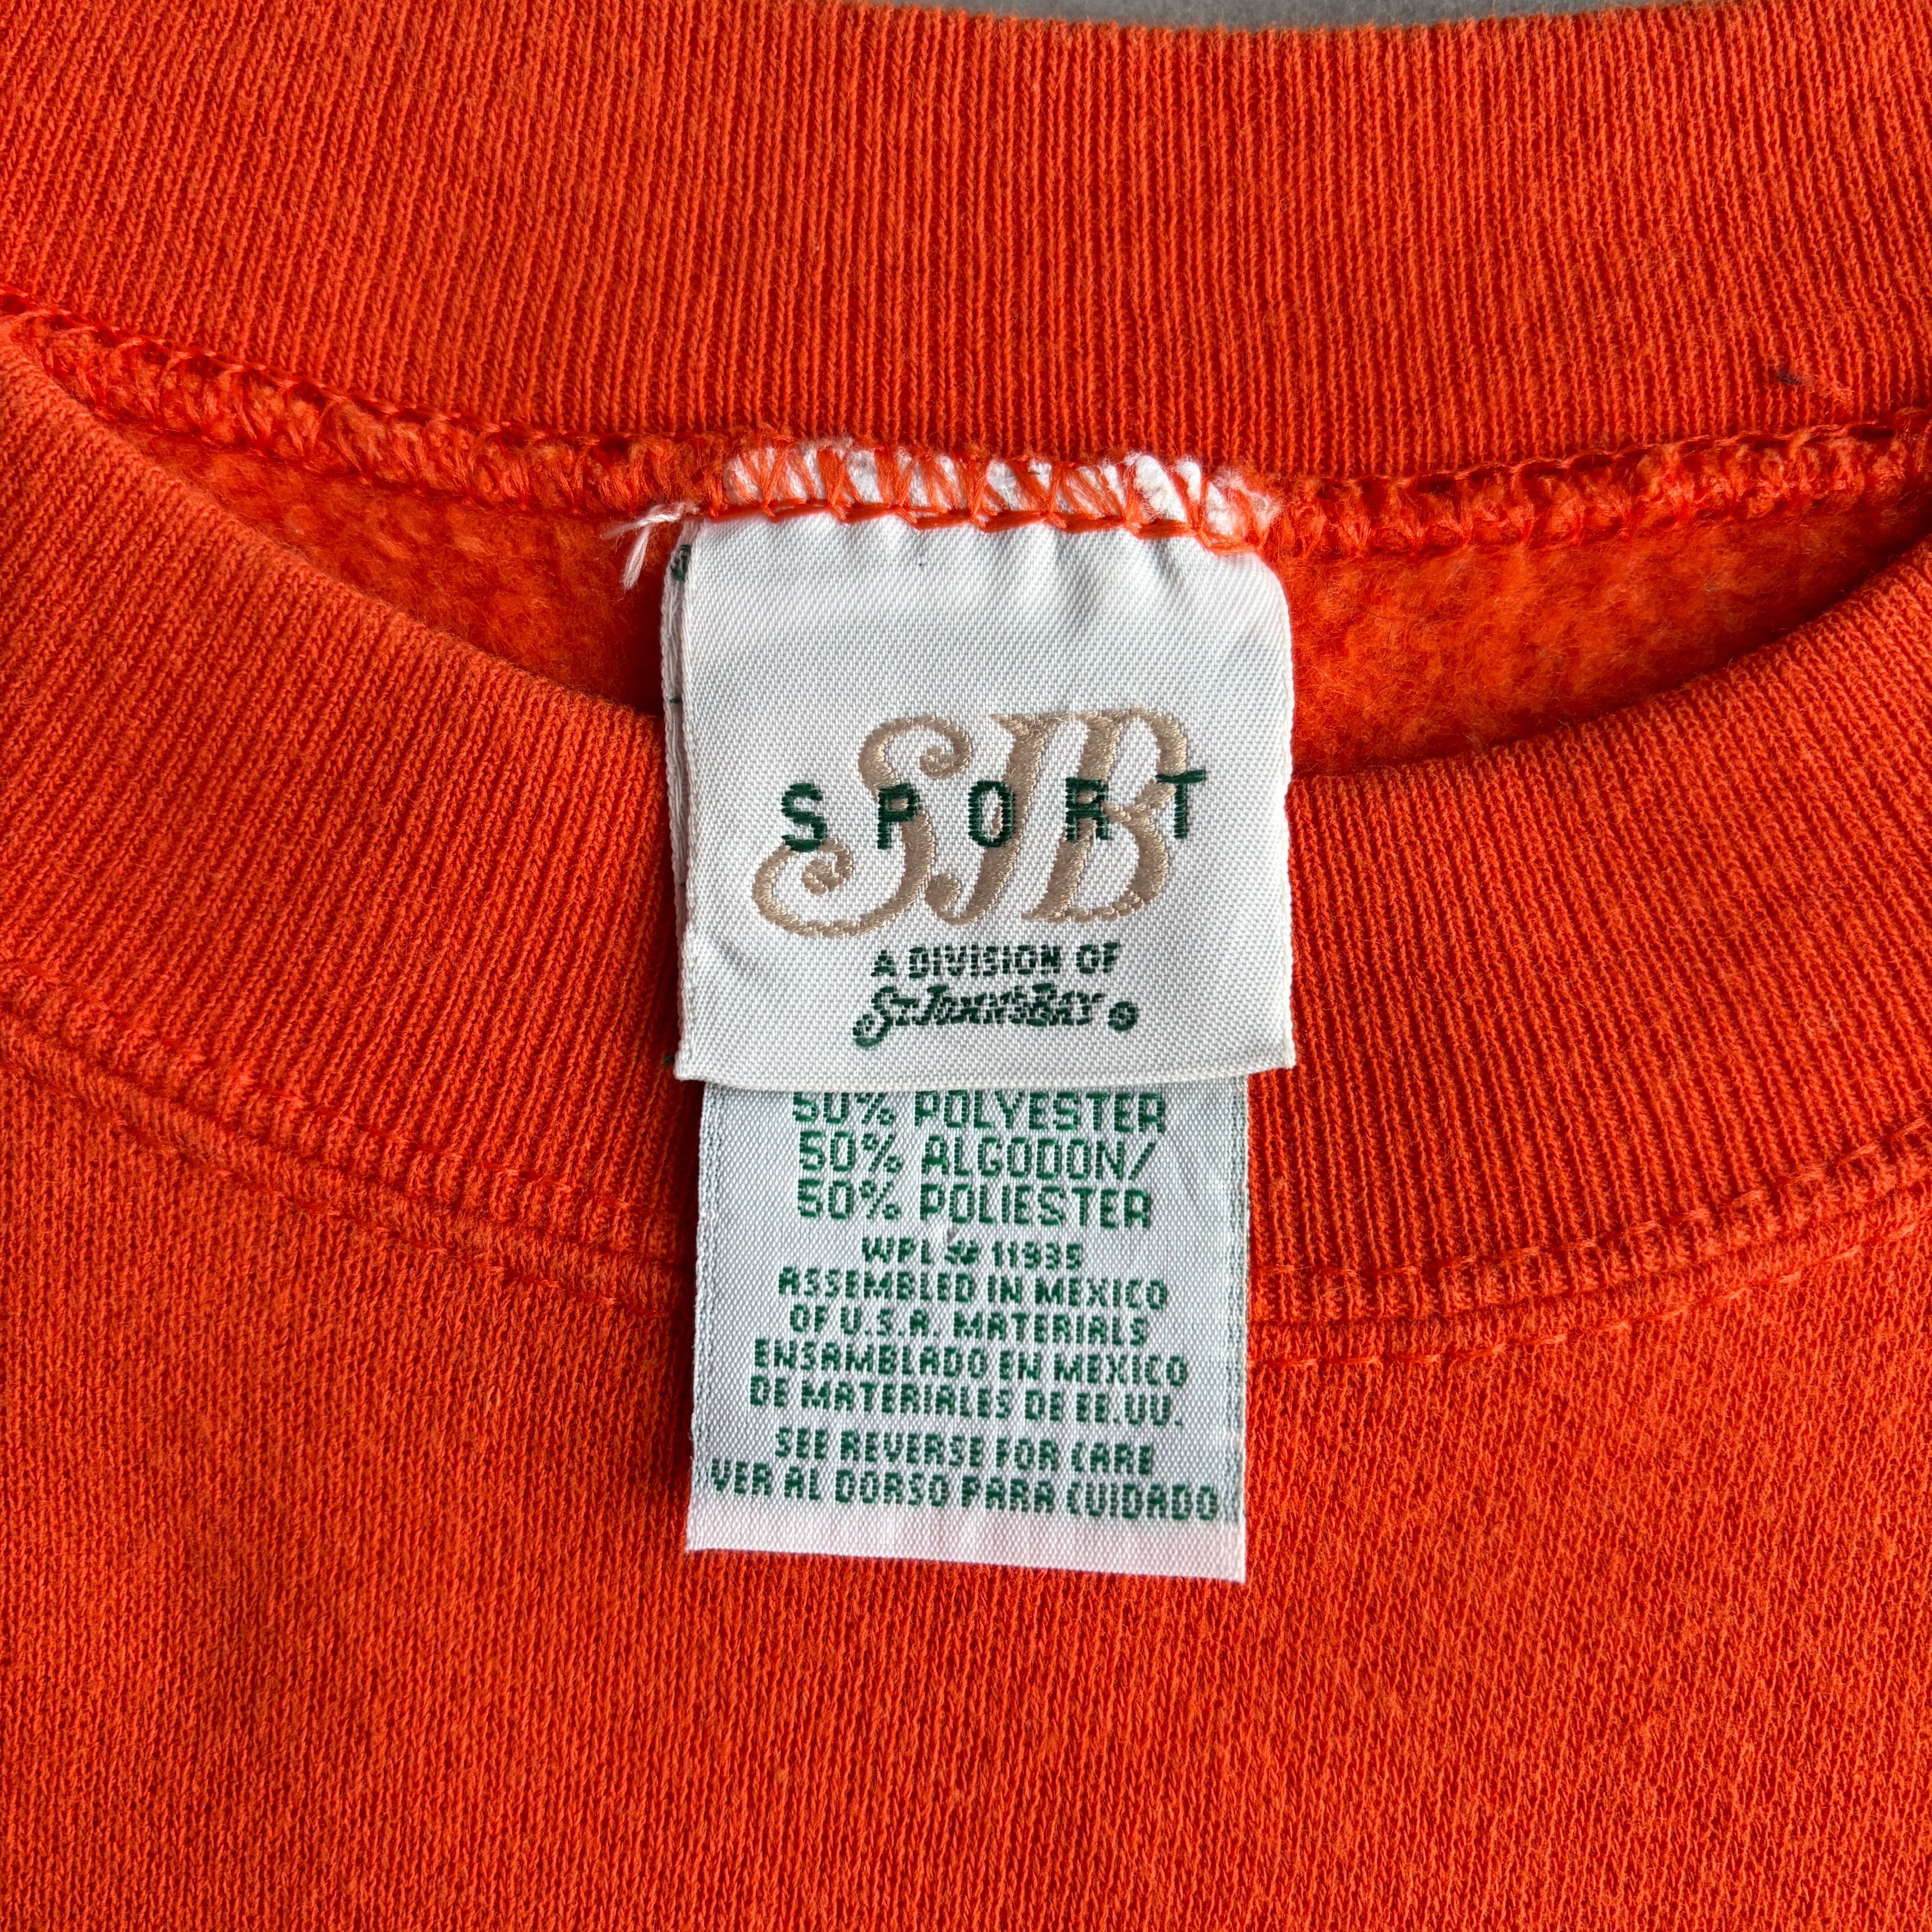 SJB
SPORT
A DIVISION OF
ST. JOHN'S BAY ®
50% POLYESTER
50% ALGODON/
50% POLIESTER
WPL # 11935
ASSEMBLED IN MEXICO
OF U.S.A. MATERIALS
ENSAMBLADO EN MEXICO
DE MATERIALES DE EE.UU.
SEE REVERSE FOR CARE
VER AL DORSO PARA CUIDADO